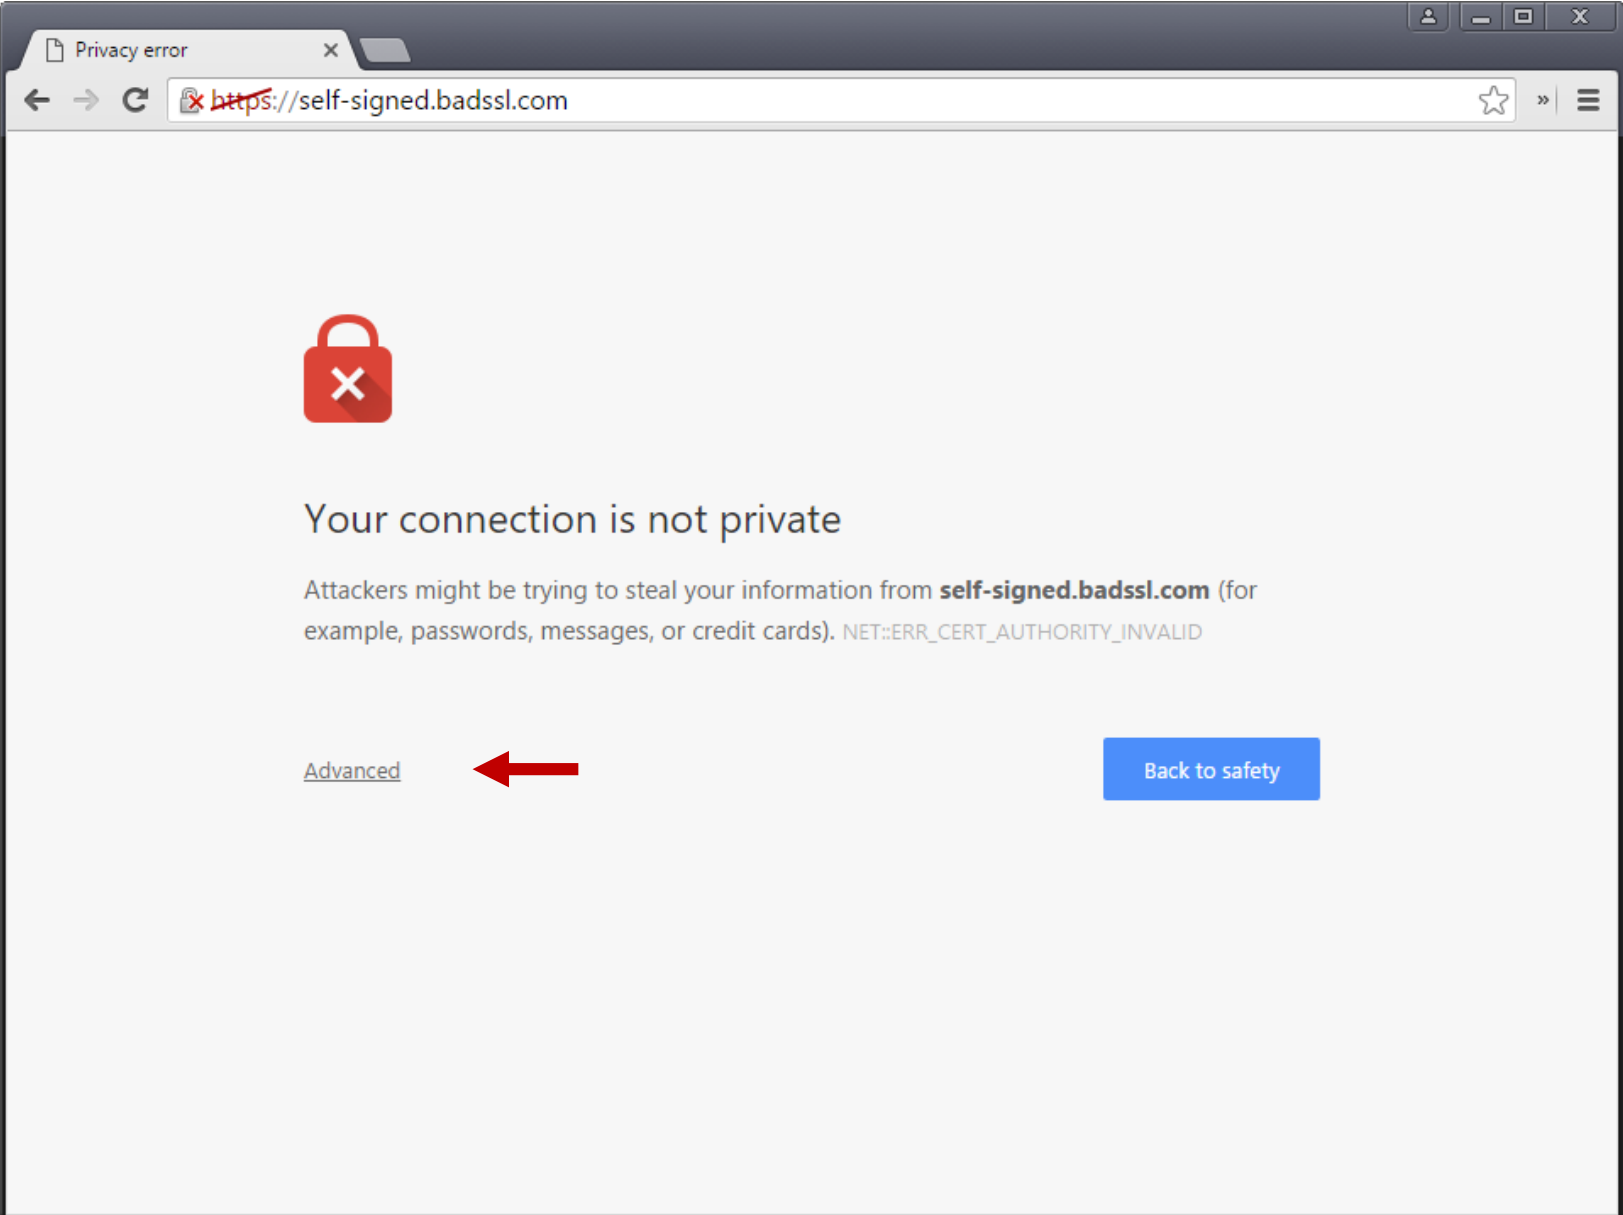 Privacy error
https://self-signed.badssl.com
Your connection is not private
Attackers might be trying to steal your information from self-signed.badssl.com (for
example, passwords, messages, or credit cards). NET::ERR_CERT_AUTHORITY_INVALID
Advanced
Back to safety